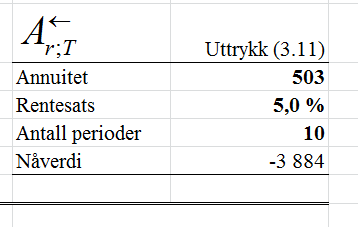 A←r;T
Uttrykk (3.11)
Annuitet 503
Rentesats 5,0 %
Antall perioder 10
Nåverdi -3 884